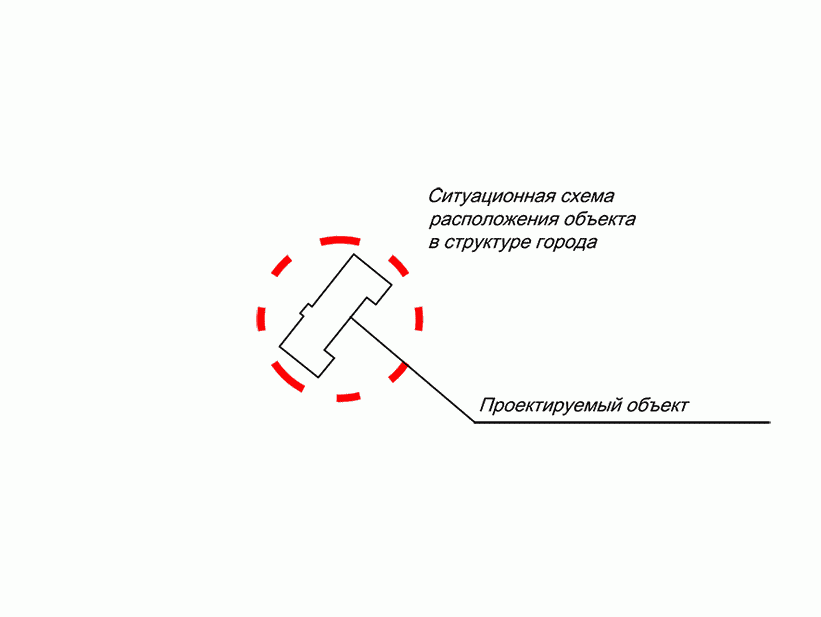 Ситуационная схема
расположения объекта
в структуре города
Проектируемый объект